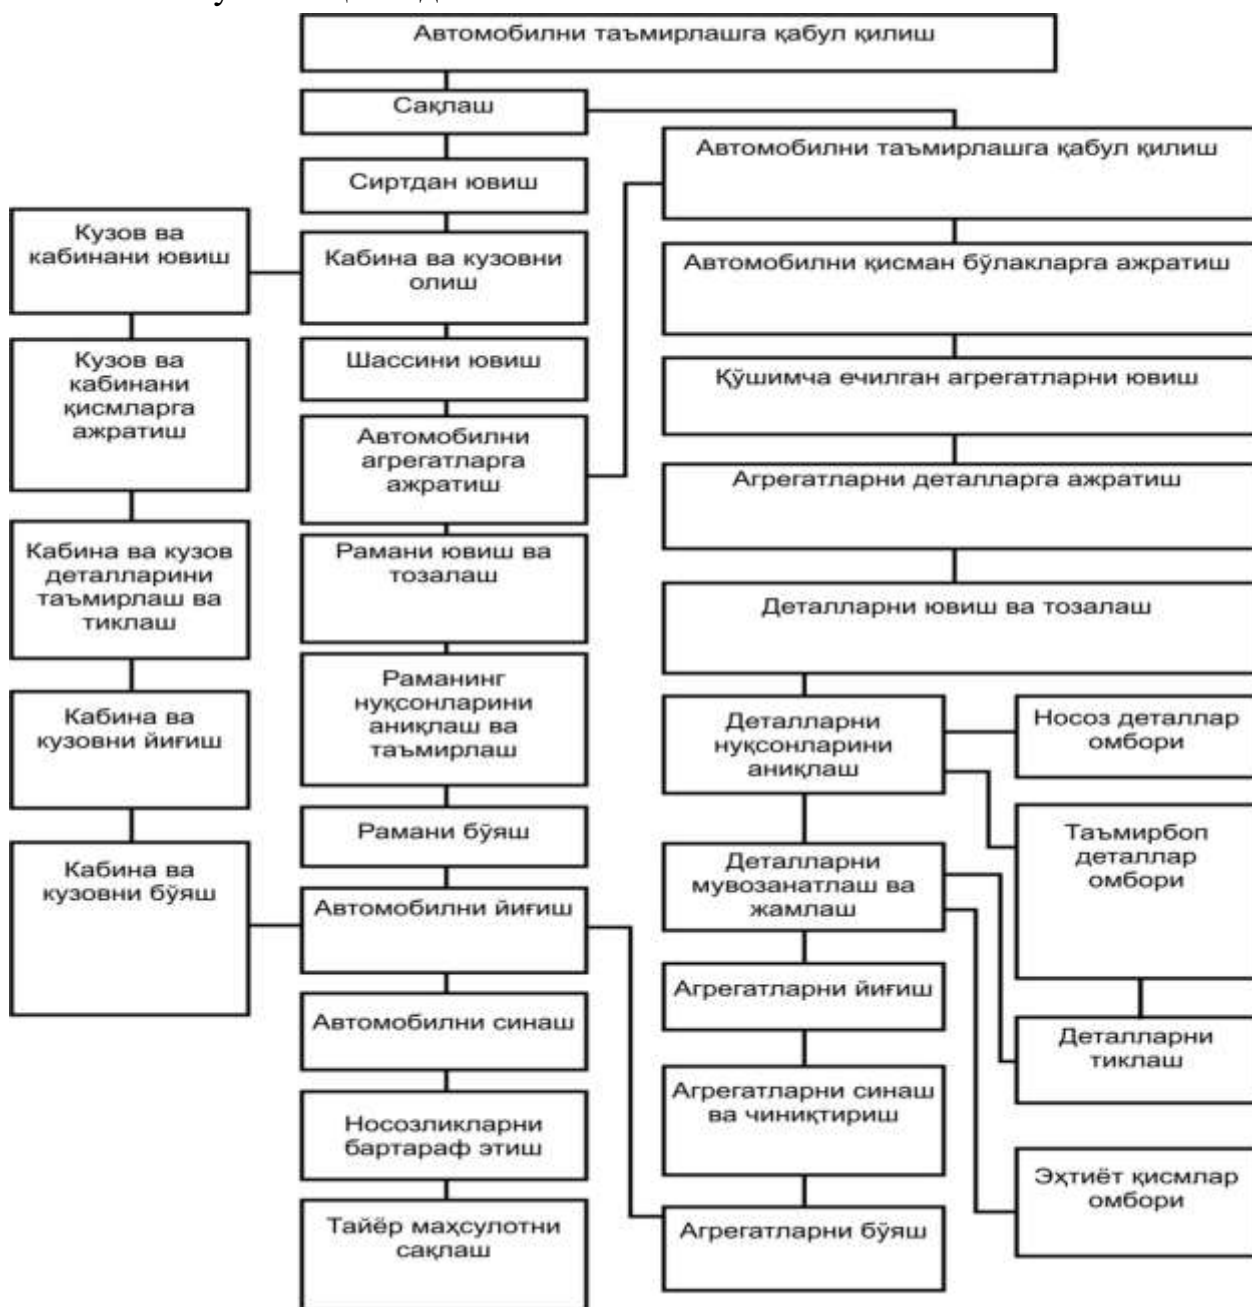 Автомобилни таъмирлашга қабул қилиш
Сақлаш
Сиртдан ювиш
Кабина ва кузовни
олиш
Шассини ювиш
Автомобилни
агрегатларга
ажратиш
Рамани ювиш ва
тозалаш
Раманинг
нуқсонларини
аниқлаш ва
таъмирлаш
Рамани бўяш
Автомобилни йиғиш
Автомобилни синаш
Носозликларни
бартараф этиш
Тайёр маҳсулотни
сақлаш
Кузов ва
кабинани ювиш
Кузов ва
кабинани
қисмларга
ажратиш
Кабина ва кузов
деталларини
таъмирлаш ва
тиклаш
Кабина ва
кузовни йиғиш
Кабина ва
кузовни бўяш
Автомобилни таъмирлашга қабул қилиш
Автомобилни қисман бўлакларга ажратиш
Қўшимча ечилган агрегатларни ювиш
Агрегатларни деталларга ажратиш
Деталларни ювиш ва тозалаш
Деталларни
нуқсонларини
аниқлаш
Деталларни
мувозанатлаш ва
жамлаш
Агрегатларни йиғиш
Агрегатларни синаш
ва чиниқтириш
Агрегатларни бўяш
Носоз деталлар
омбори
Таъмирбоп
деталлар
омбори
Деталларни
тиклаш
Эҳтиёт қисмлар
омбори